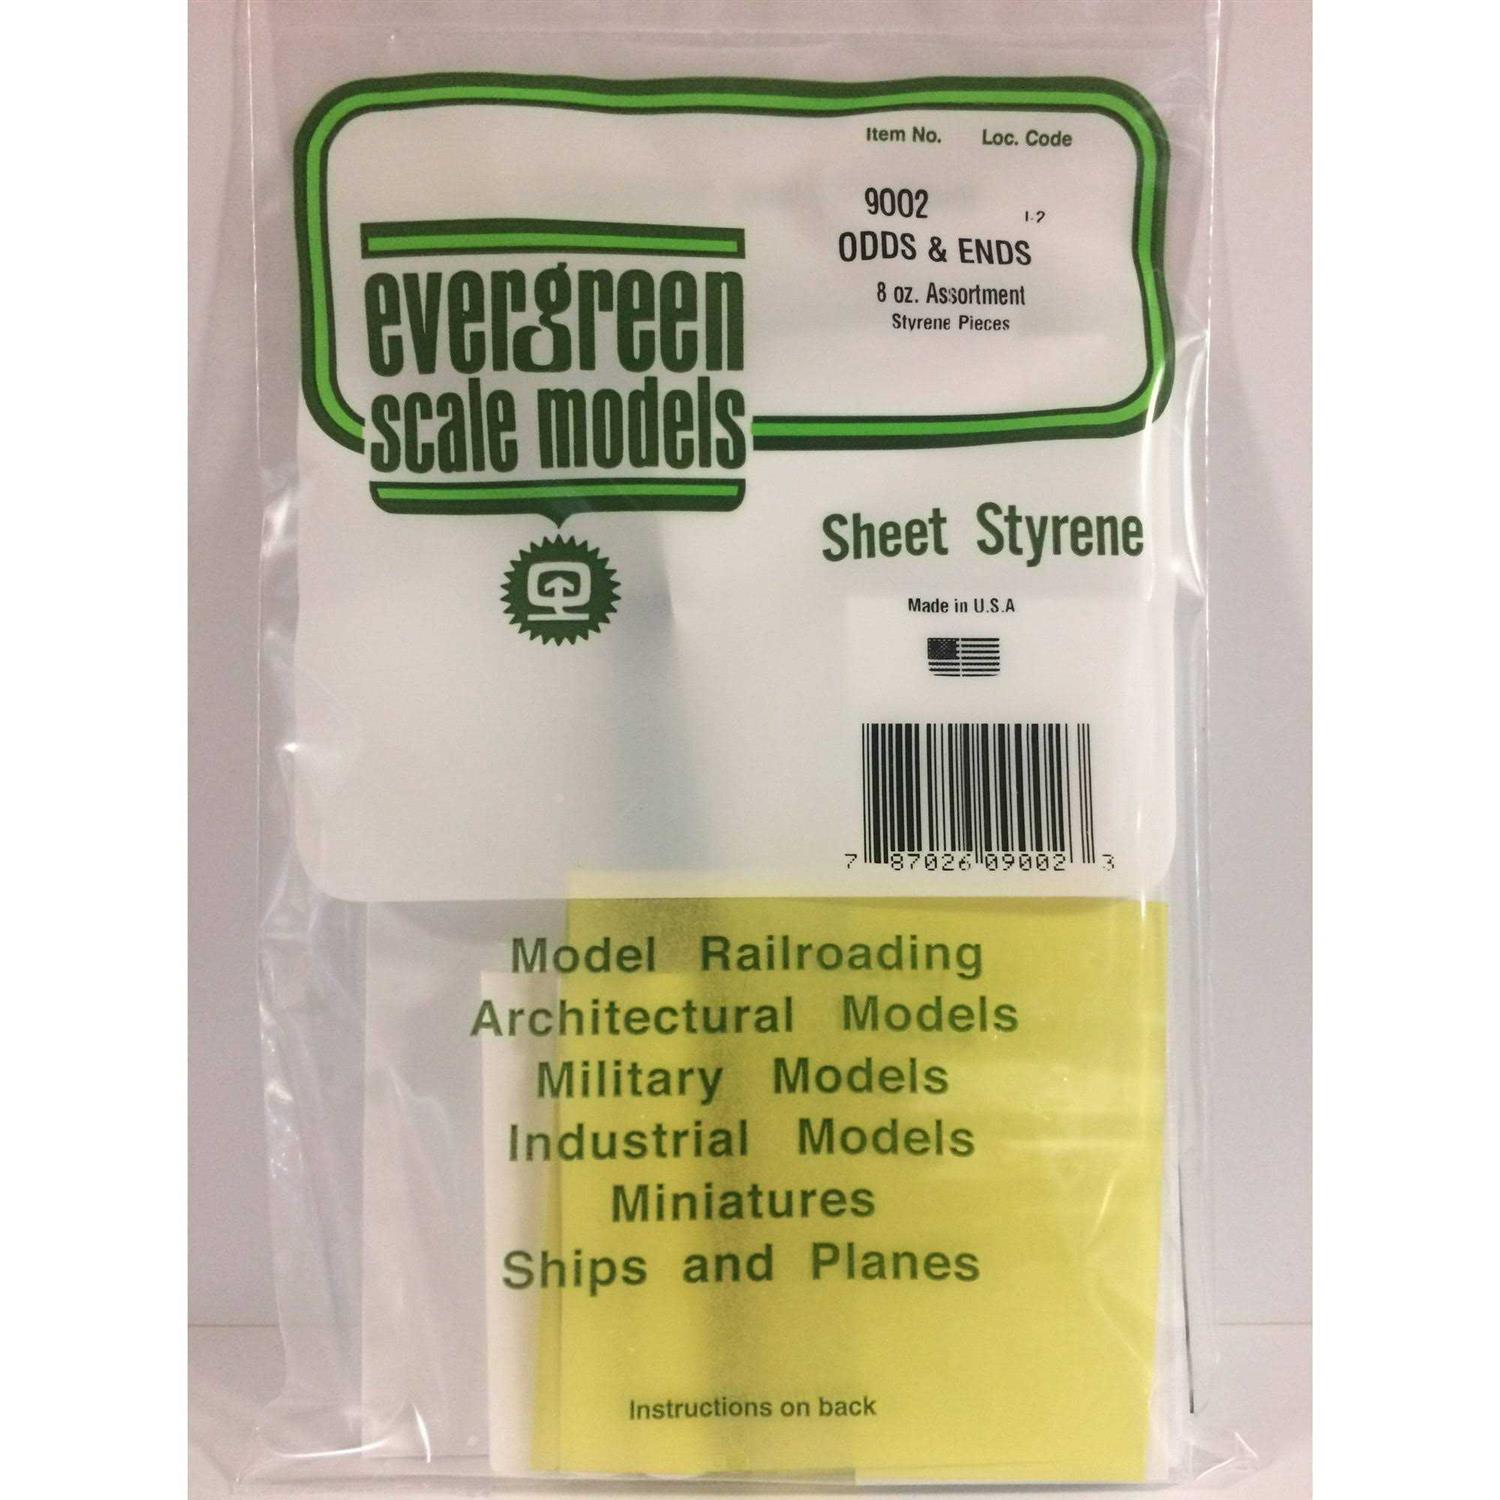 Item No. Loc. Code
9002 L2
ODDS & ENDS
8 oz. Assortment
Styrene Pieces
evergreen
scale models
Sheet Styrene
Made in U.S.A
7 87026 09002 3
Model Railroading
Architectural Models
Military Models
Industrial Models
Miniatures
Ships and Planes
Instructions on back